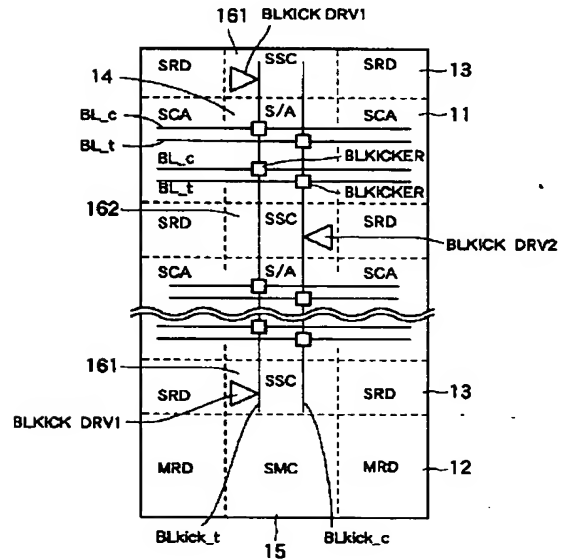 161 BLKICK DRV1
SRD SSC SRD 13
14
SCA S/A SCA 11
BL_c
BL_t
BL_c BLKICKER
BL_t BLKICKER
162
SRD SSC SRD
BLKICK DRV2
SCA S/A SCA
161
SRD SSC SRD 13
BLKICK DRV1
MRD SMC MRD 12
BLkick_t 15 BLkick_c